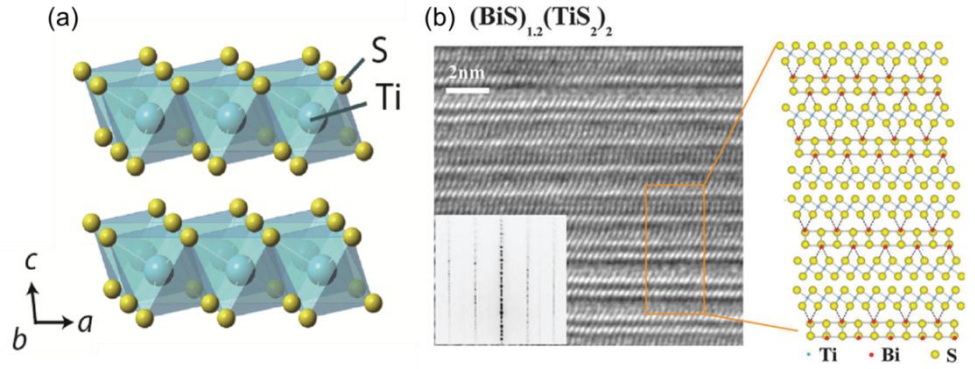 (a)
S
Ti
c
b
a
(b) (BiS)₁.₂(TiS₂)₂
2nm
Ti Bi S